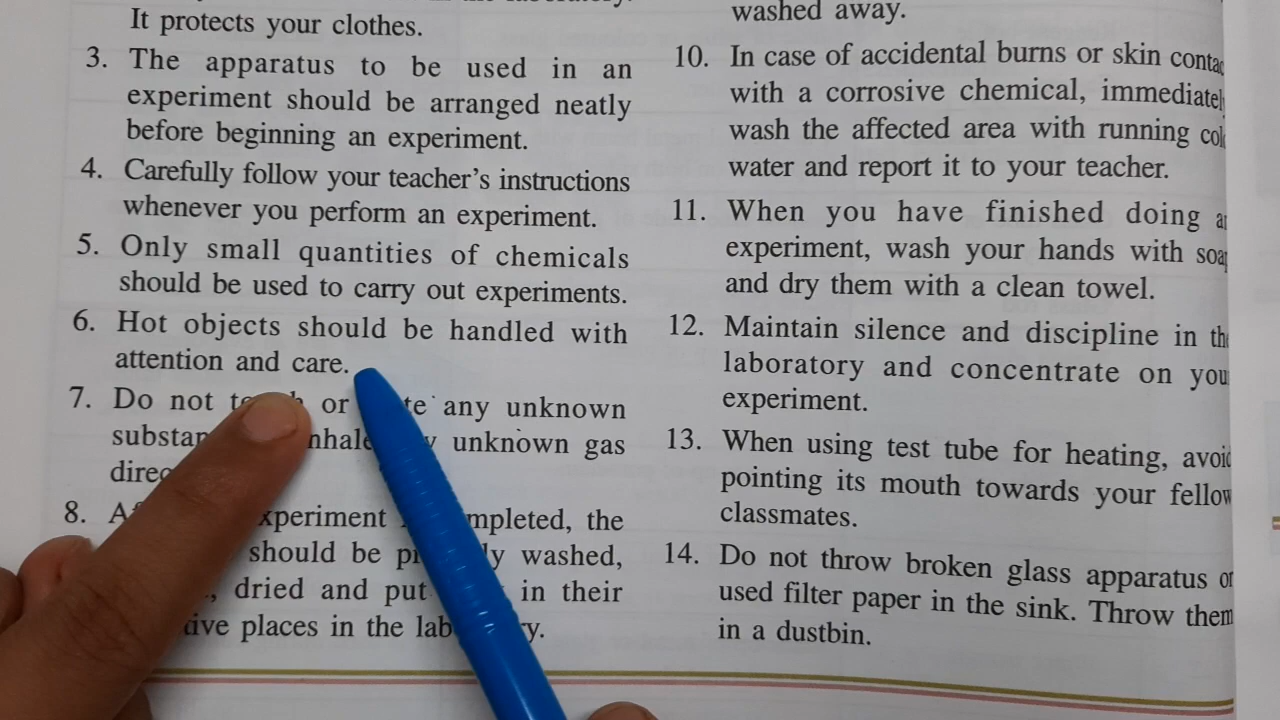 It protects your clothes.
3. The apparatus to be used in an
experiment should be arranged neatly
before beginning an experiment.
4. Carefully follow your teacher's instructions
whenever you perform an experiment.
5. Only small quantities of chemicals
should be used to carry out experiments.
6. Hot objects should be handled with
attention and care.
7. Do not or any unknown
unknown gas
8. the
should be washed,
dried and put in their
places in the
washed away.
10. In case of accidental burns or skin
with a corrosive chemical,
wash the affected area with running
water and report it to your teacher.
11. When you have finished doing
experiment, wash your hands with
and dry them with a clean towel.
12. Maintain silence and discipline in
laboratory and concentrate on
experiment.
13. When using test tube for heating,
pointing its mouth towards your
classmates.
14. Do not throw broken glass apparatus or
used filter paper in the sink. Throw them
in a dustbin.